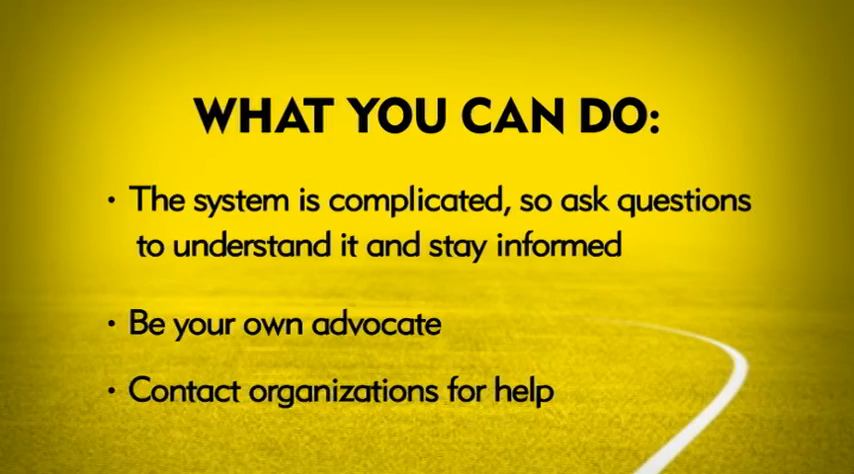 WHAT YOU CAN DO:
• The system is complicated, so ask questions
to understand it and stay informed
• Be your own advocate
• Contact organizations for help